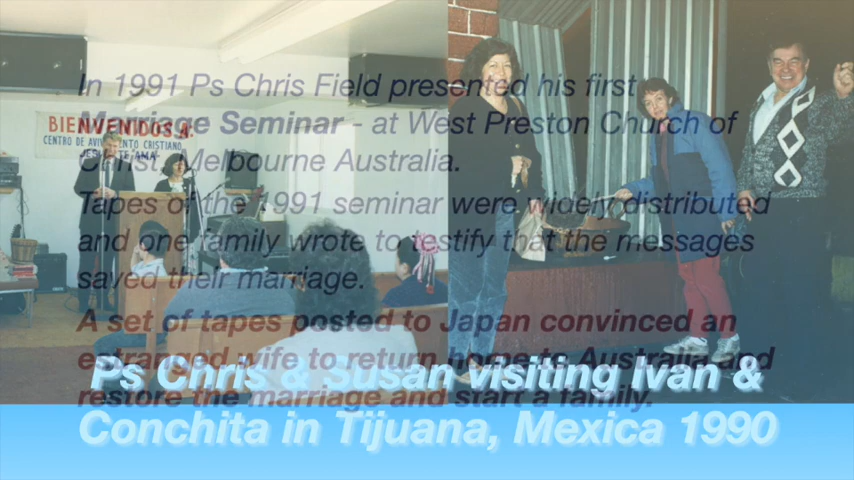 In 1991 Ps Chris Field presented his first
Marriage Seminar - at West Preston Church of
Christ, Melbourne Australia.
Tapes of the 1991 seminar were widely distributed
and one family wrote to testify that the messages
saved their marriage.
A set of tapes posted to Japan convinced an
estranged wife to return home to Australia and
restore the marriage and start a family.
BIENVENIDOS A:
CENTRO DE AVIVAMIENTO CRISTIANO
JESUS TE AMA
Ps Chris & Susan visiting Ivan &
Conchita in Tijuana, Mexica 1990